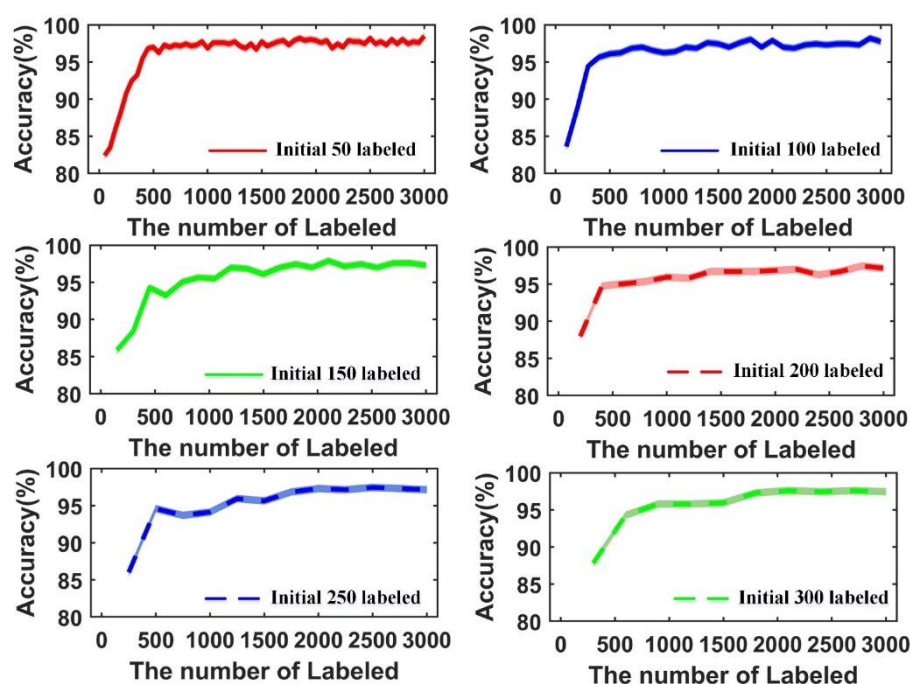 Accuracy(%)
100
95
90
85
80
Initial 50 labeled
0 500 1000 1500 2000 2500 3000
The number of Labeled
Accuracy(%)
100
95
90
85
80
Initial 100 labeled
0 500 1000 1500 2000 2500 3000
The number of Labeled
Accuracy(%)
100
95
90
85
80
Initial 150 labeled
0 500 1000 1500 2000 2500 3000
The number of Labeled
Accuracy(%)
100
95
90
85
80
Initial 200 labeled
0 500 1000 1500 2000 2500 3000
The number of Labeled
Accuracy(%)
100
95
90
85
80
Initial 250 labeled
0 500 1000 1500 2000 2500 3000
The number of Labeled
Accuracy(%)
100
95
90
85
80
Initial 300 labeled
0 500 1000 1500 2000 2500 3000
The number of Labeled